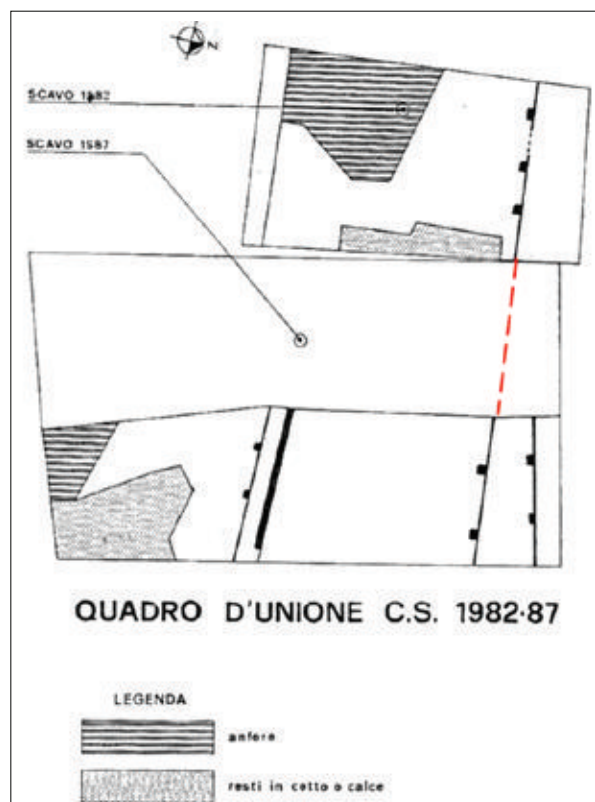 N
SCAVO 1982
SCAVO 1987
QUADRO D'UNIONE C.S. 1982-87
LEGENDA
anfore
resti in cotto o calce